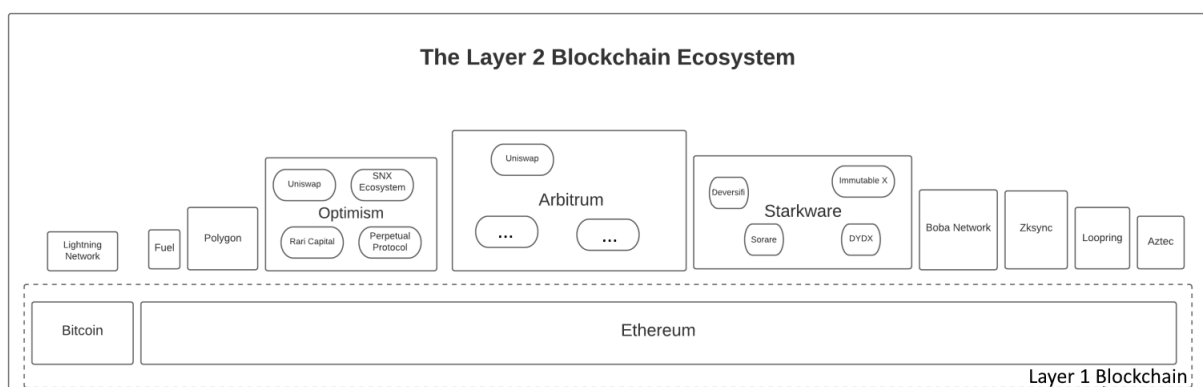 The Layer 2 Blockchain Ecosystem
Lightning
Network
Fuel
Polygon
Uniswap
SNX
Ecosystem
Optimism
Rari Capital
Perpetual
Protocol
Uniswap
Arbitrum
...
...
Deversifi
Immutable X
Starkware
Sorare
DYDX
Boba Network
Zksync
Loopring
Aztec
Bitcoin
Ethereum
Layer 1 Blockchain